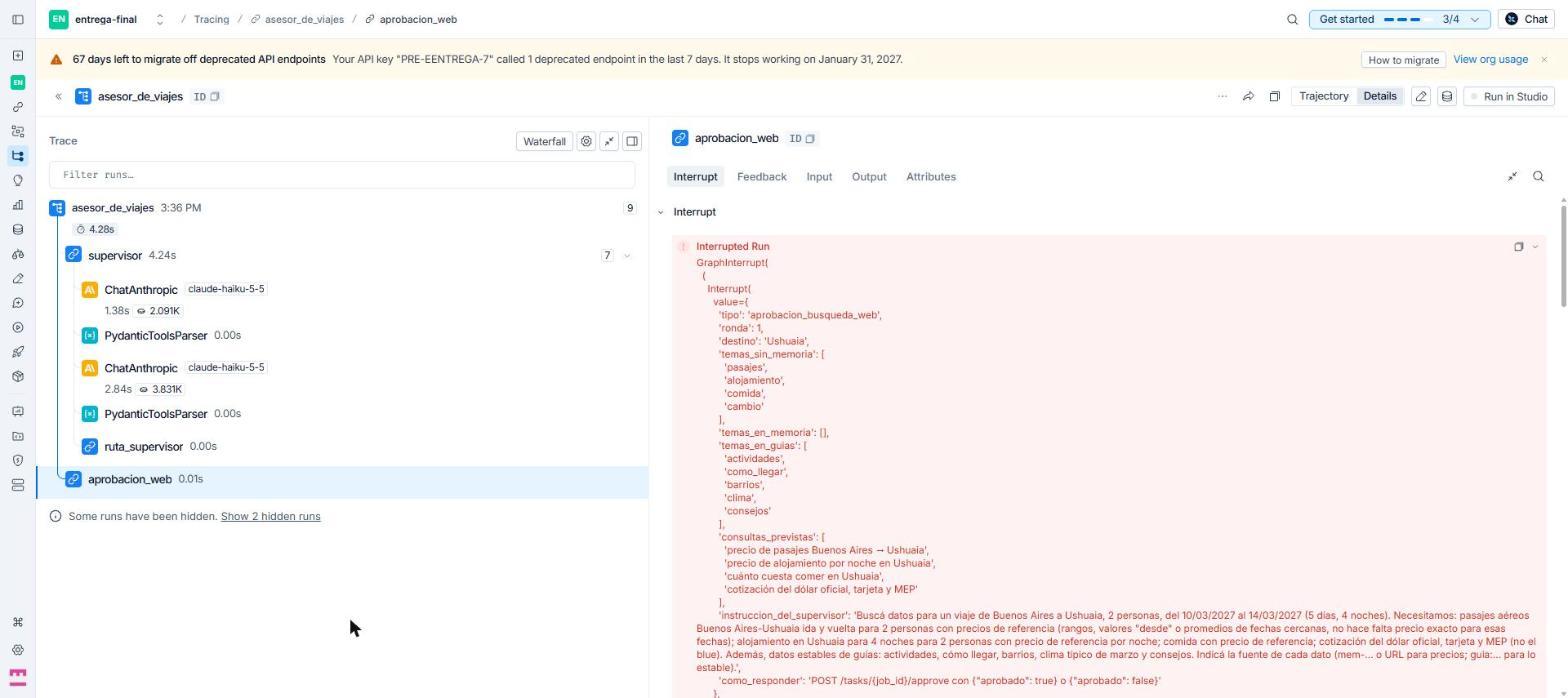 EN entrega-final / Tracing / asesor_de_viajes / aprobacion_web Get started 3/4 Chat
67 days left to migrate off deprecated API endpoints Your API key "PRE-EENTREGA-7" called 1 deprecated endpoint in the last 7 days. It stops working on January 31, 2027. How to migrate View org usage
EN
asesor_de_viajes ID Trajectory Details Run in Studio
Trace Waterfall
Filter runs…
asesor_de_viajes 3:36 PM 9
4.28s
supervisor 4.24s 7
ChatAnthropic claude-haiku-5-5
1.38s 2.091K
PydanticToolsParser 0.00s
ChatAnthropic claude-haiku-5-5
2.84s 3.831K
PydanticToolsParser 0.00s
ruta_supervisor 0.00s
aprobacion_web 0.01s
Some runs have been hidden. Show 2 hidden runs
aprobacion_web ID
Interrupt Feedback Input Output Attributes
Interrupt
Interrupted Run
GraphInterrupt(
(
Interrupt(
value={
'tipo': 'aprobacion_busqueda_web',
'ronda': 1,
'destino': 'Ushuaia',
'temas_sin_memoria': [
'pasajes',
'alojamiento',
'comida',
'cambio'
],
'temas_en_memoria': [],
'temas_en_guias': [
'actividades',
'como_llegar',
'barrios',
'clima',
'consejos'
],
'consultas_previstas': [
'precio de pasajes Buenos Aires → Ushuaia',
'precio de alojamiento por noche en Ushuaia',
'cuánto cuesta comer en Ushuaia',
'cotización del dólar oficial, tarjeta y MEP'
],
'instruccion_del_supervisor': 'Buscá datos para un viaje de Buenos Aires a Ushuaia, 2 personas, del 10/03/2027 al 14/03/2027 (5 días, 4 noches). Necesitamos: pasajes aéreos
Buenos Aires-Ushuaia ida y vuelta para 2 personas con precios de referencia (rangos, valores "desde" o promedios de fechas cercanas, no hace falta precio exacto para esas
fechas); alojamiento en Ushuaia para 4 noches para 2 personas con precio de referencia por noche; comida con precio de referencia; cotización del dólar oficial, tarjeta y MEP (no el
blue). Además, datos estables de guías: actividades, cómo llegar, barrios, clima típico de marzo y consejos. Indicá la fuente de cada dato (mem-... o URL para precios; guia:... para lo
estable).',
'como_responder': 'POST /tasks/{job_id}/approve con {"aprobado": true} o {"aprobado": false}'
},